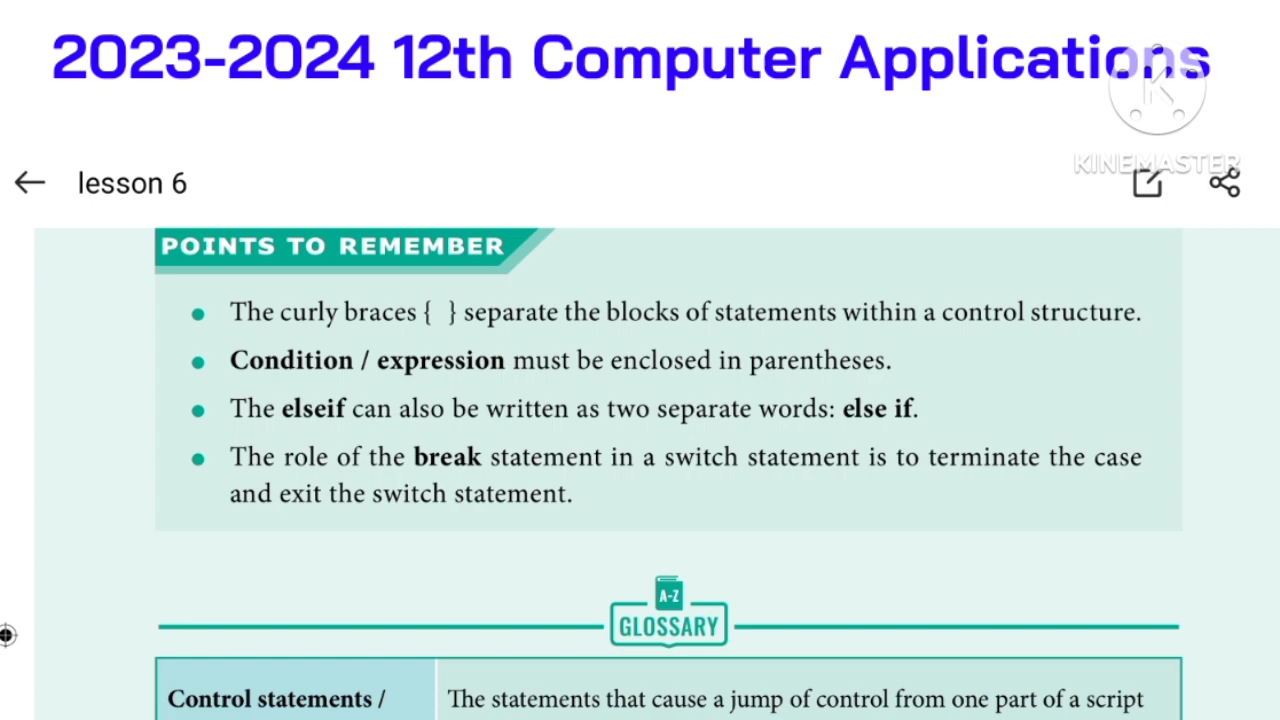 2023-2024 12th Computer Applications
K
KINEMASTER
lesson 6
POINTS TO REMEMBER
The curly braces { } separate the blocks of statements within a control structure.
Condition / expression must be enclosed in parentheses.
The elseif can also be written as two separate words: else if.
The role of the break statement in a switch statement is to terminate the case
and exit the switch statement.
A-Z
GLOSSARY
Control statements / The statements that cause a jump of control from one part of a script